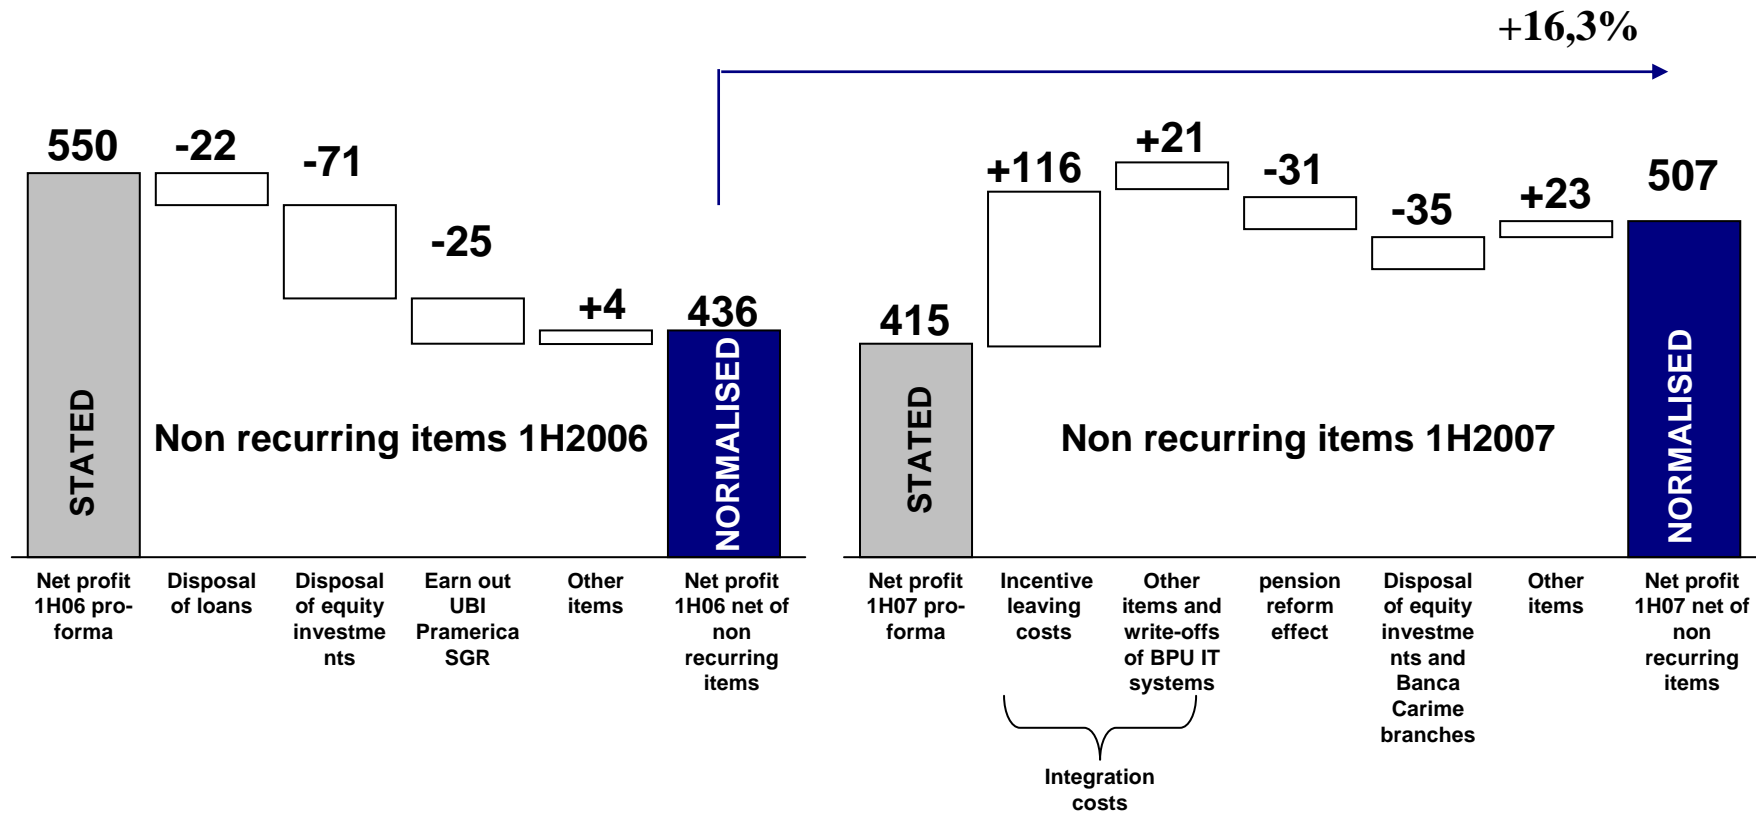 +16,3%
550
-22
-71
-25
+4
436
STATED
Non recurring items 1H2006
NORMALISED
Net profit
1H06 pro-
forma
Disposal
of loans
Disposal
of equity
investme
nts
Earn out
UBI
Pramerica
SGR
Other
items
Net profit
1H06 net of
non
recurring
items
415
+116
+21
-31
-35
+23
507
STATED
Non recurring items 1H2007
NORMALISED
Net profit
1H07 pro-
forma
Incentive
leaving
costs
Other
items and
write-offs
of BPU IT
systems
pension
reform
effect
Disposal
of equity
investme
nts and
Banca
Carime
branches
Other
items
Net profit
1H07 net of
non
recurring
items
Integration
costs